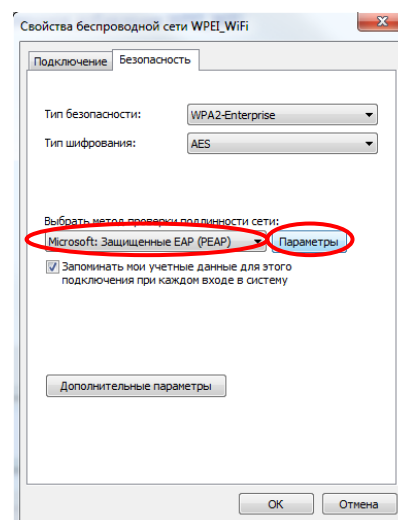 Свойства беспроводной сети WPEI_WiFi
Подключение Безопасность
Тип безопасности: WPA2-Enterprise
Тип шифрования: AES
Выбрать метод проверки подлинности сети:
Microsoft: Защищенные EAP (PEAP) Параметры
Запоминать мои учетные данные для этого
подключения при каждом входе в систему
Дополнительные параметры
ОК Отмена